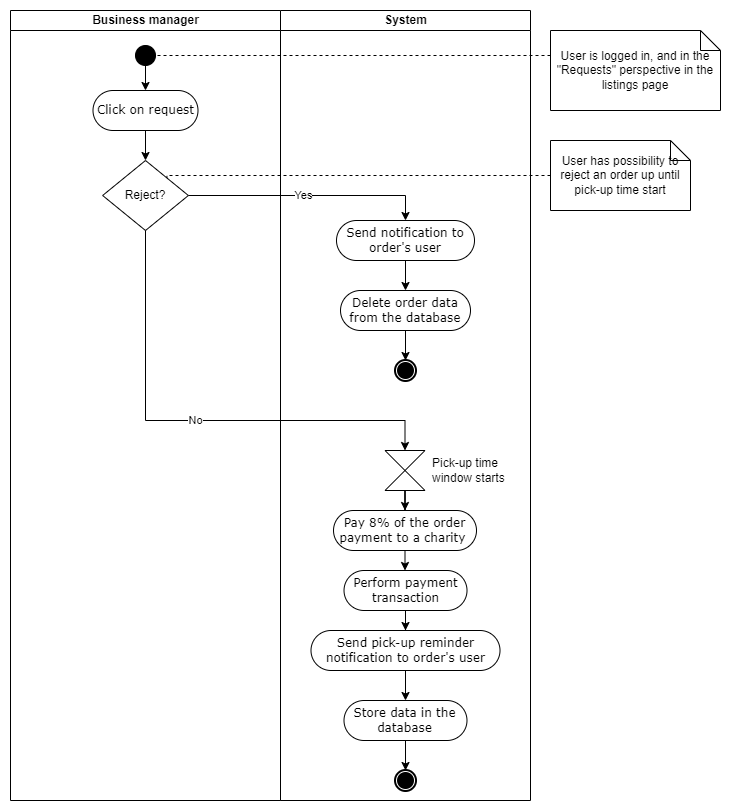 Business manager
System
User is logged in, and in the
"Requests" perspective in the
listings page
Click on request
User has possibility to
reject an order up until
pick-up time start
Reject?
Yes
Send notification to
order's user
Delete order data
from the database
No
Pick-up time
window starts
Pay 8% of the order
payment to a charity
Perform payment
transaction
Send pick-up reminder
notification to order's user
Store data in the
database